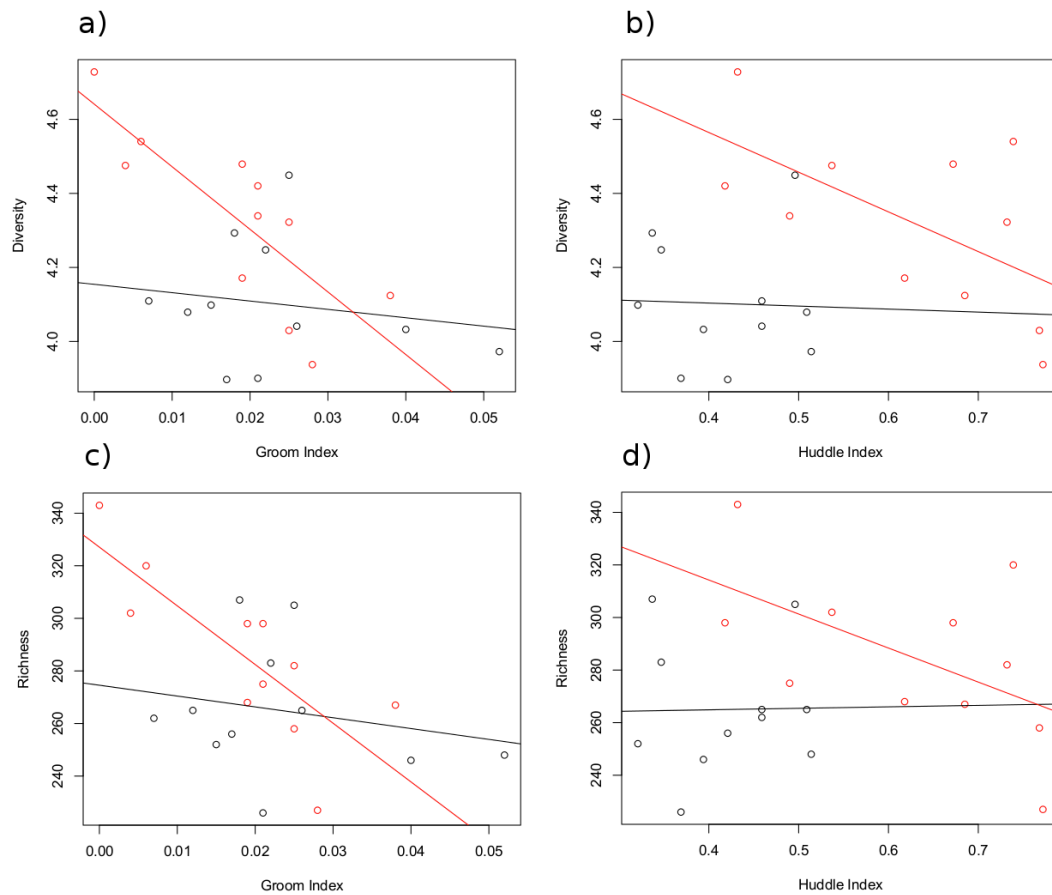 a)
b)
Diversity
4.0 4.2 4.4 4.6
0.00 0.01 0.02 0.03 0.04 0.05
Groom Index
Diversity
4.0 4.2 4.4 4.6
0.4 0.5 0.6 0.7
Huddle Index
c)
d)
Richness
240 260 280 300 320 340
0.00 0.01 0.02 0.03 0.04 0.05
Groom Index
Richness
240 260 280 300 320 340
0.4 0.5 0.6 0.7
Huddle Index